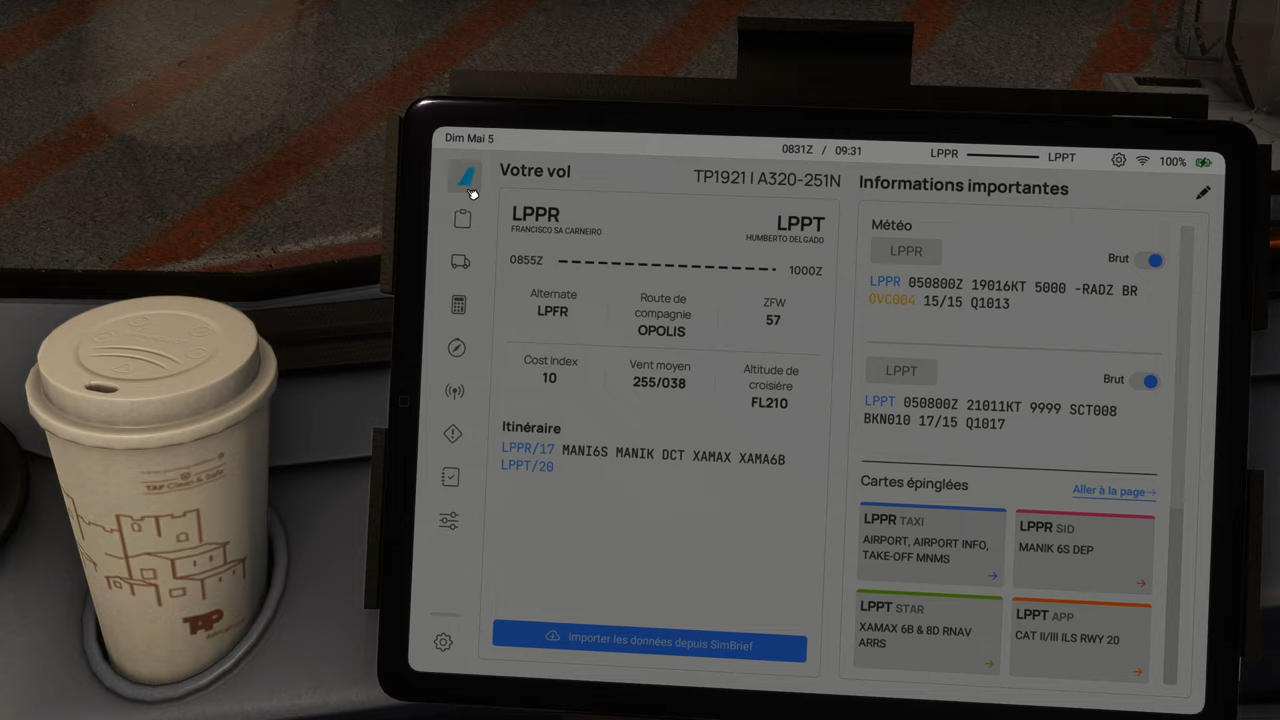 Dim Mai 5
0831Z / 09:31
LPPR LPPT
100%
Votre vol
TP1921 | A320-251N
LPPR
FRANCISCO SA CARNEIRO
LPPT
HUMBERTO DELGADO
0855Z
1000Z
Alternate
LPFR
Route de
compagnie
OPOLIS
ZFW
57
Cost Index
10
Vent moyen
255/038
Altitude de
croisière
FL210
Itinéraire
LPPR/17 MANI6S MANIK DCT XAMAX XAMA6B
LPPT/20
Importer les données depuis SimBrief
Informations importantes
Météo
LPPR
Brut
LPPR 050800Z 19016KT 5000 -RADZ BR
OVC004 15/15 Q1013
LPPT
Brut
LPPT 050800Z 21011KT 9999 SCT008
BKN010 17/15 Q1017
Cartes épinglées
Aller à la page
LPPR TAXI
AIRPORT, AIRPORT INFO,
TAKE-OFF MNMS
LPPR SID
MANIK 6S DEP
LPPT STAR
XAMAX 6B & 8D RNAV
ARRS
LPPT APP
CAT II/III ILS RWY 20
TAP Clean & Safe
TAP